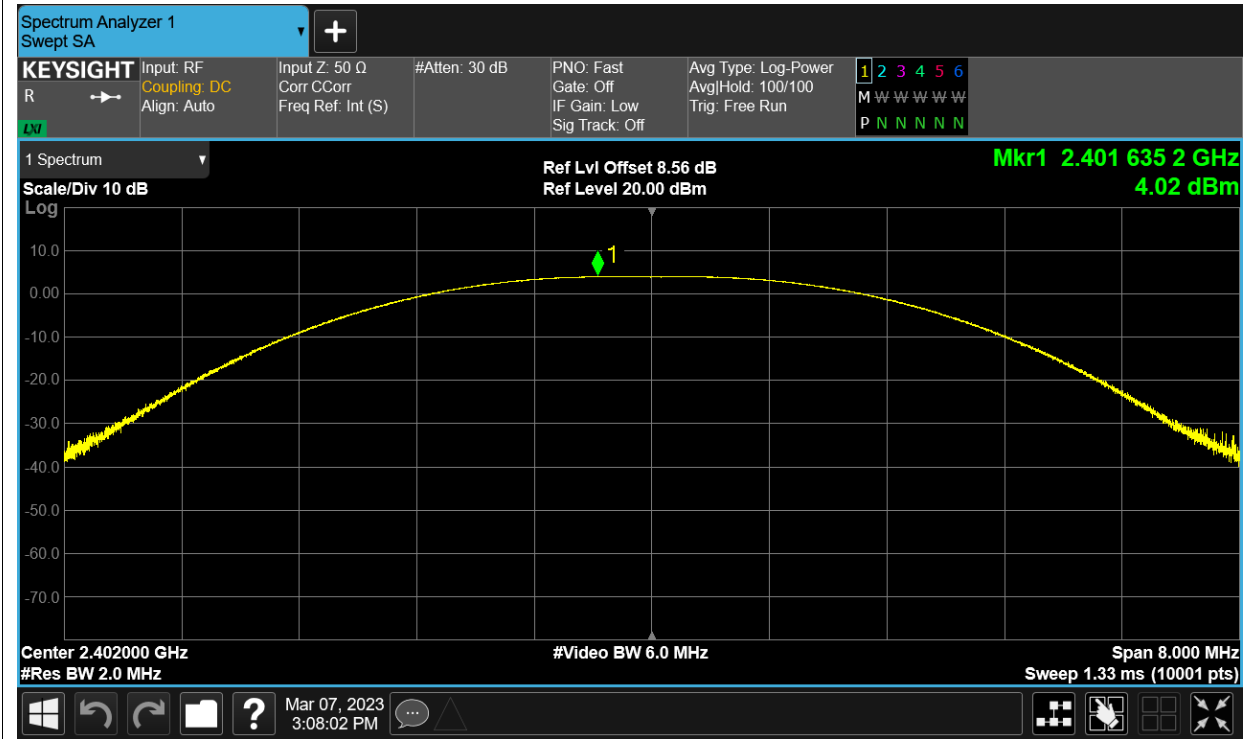 Spectrum Analyzer 1
Swept SA
KEYSIGHT
R
LXI
Input: RF
Coupling: DC
Align: Auto
Input Z: 50 Ω
Corr CCorr
Freq Ref: Int (S)
#Atten: 30 dB
PNO: Fast
Gate: Off
IF Gain: Low
Sig Track: Off
Avg Type: Log-Power
Avg|Hold: 100/100
Trig: Free Run
1 2 3 4 5 6
M W W W W W
P N N N N N
1 Spectrum
Scale/Div 10 dB
Ref Lvl Offset 8.56 dB
Ref Level 20.00 dBm
Mkr1 2.401 635 2 GHz
4.02 dBm
Log
10.0
0.00
-10.0
-20.0
-30.0
-40.0
-50.0
-60.0
-70.0
1
Center 2.402000 GHz
#Res BW 2.0 MHz
#Video BW 6.0 MHz
Span 8.000 MHz
Sweep 1.33 ms (10001 pts)
?
Mar 07, 2023
3:08:02 PM